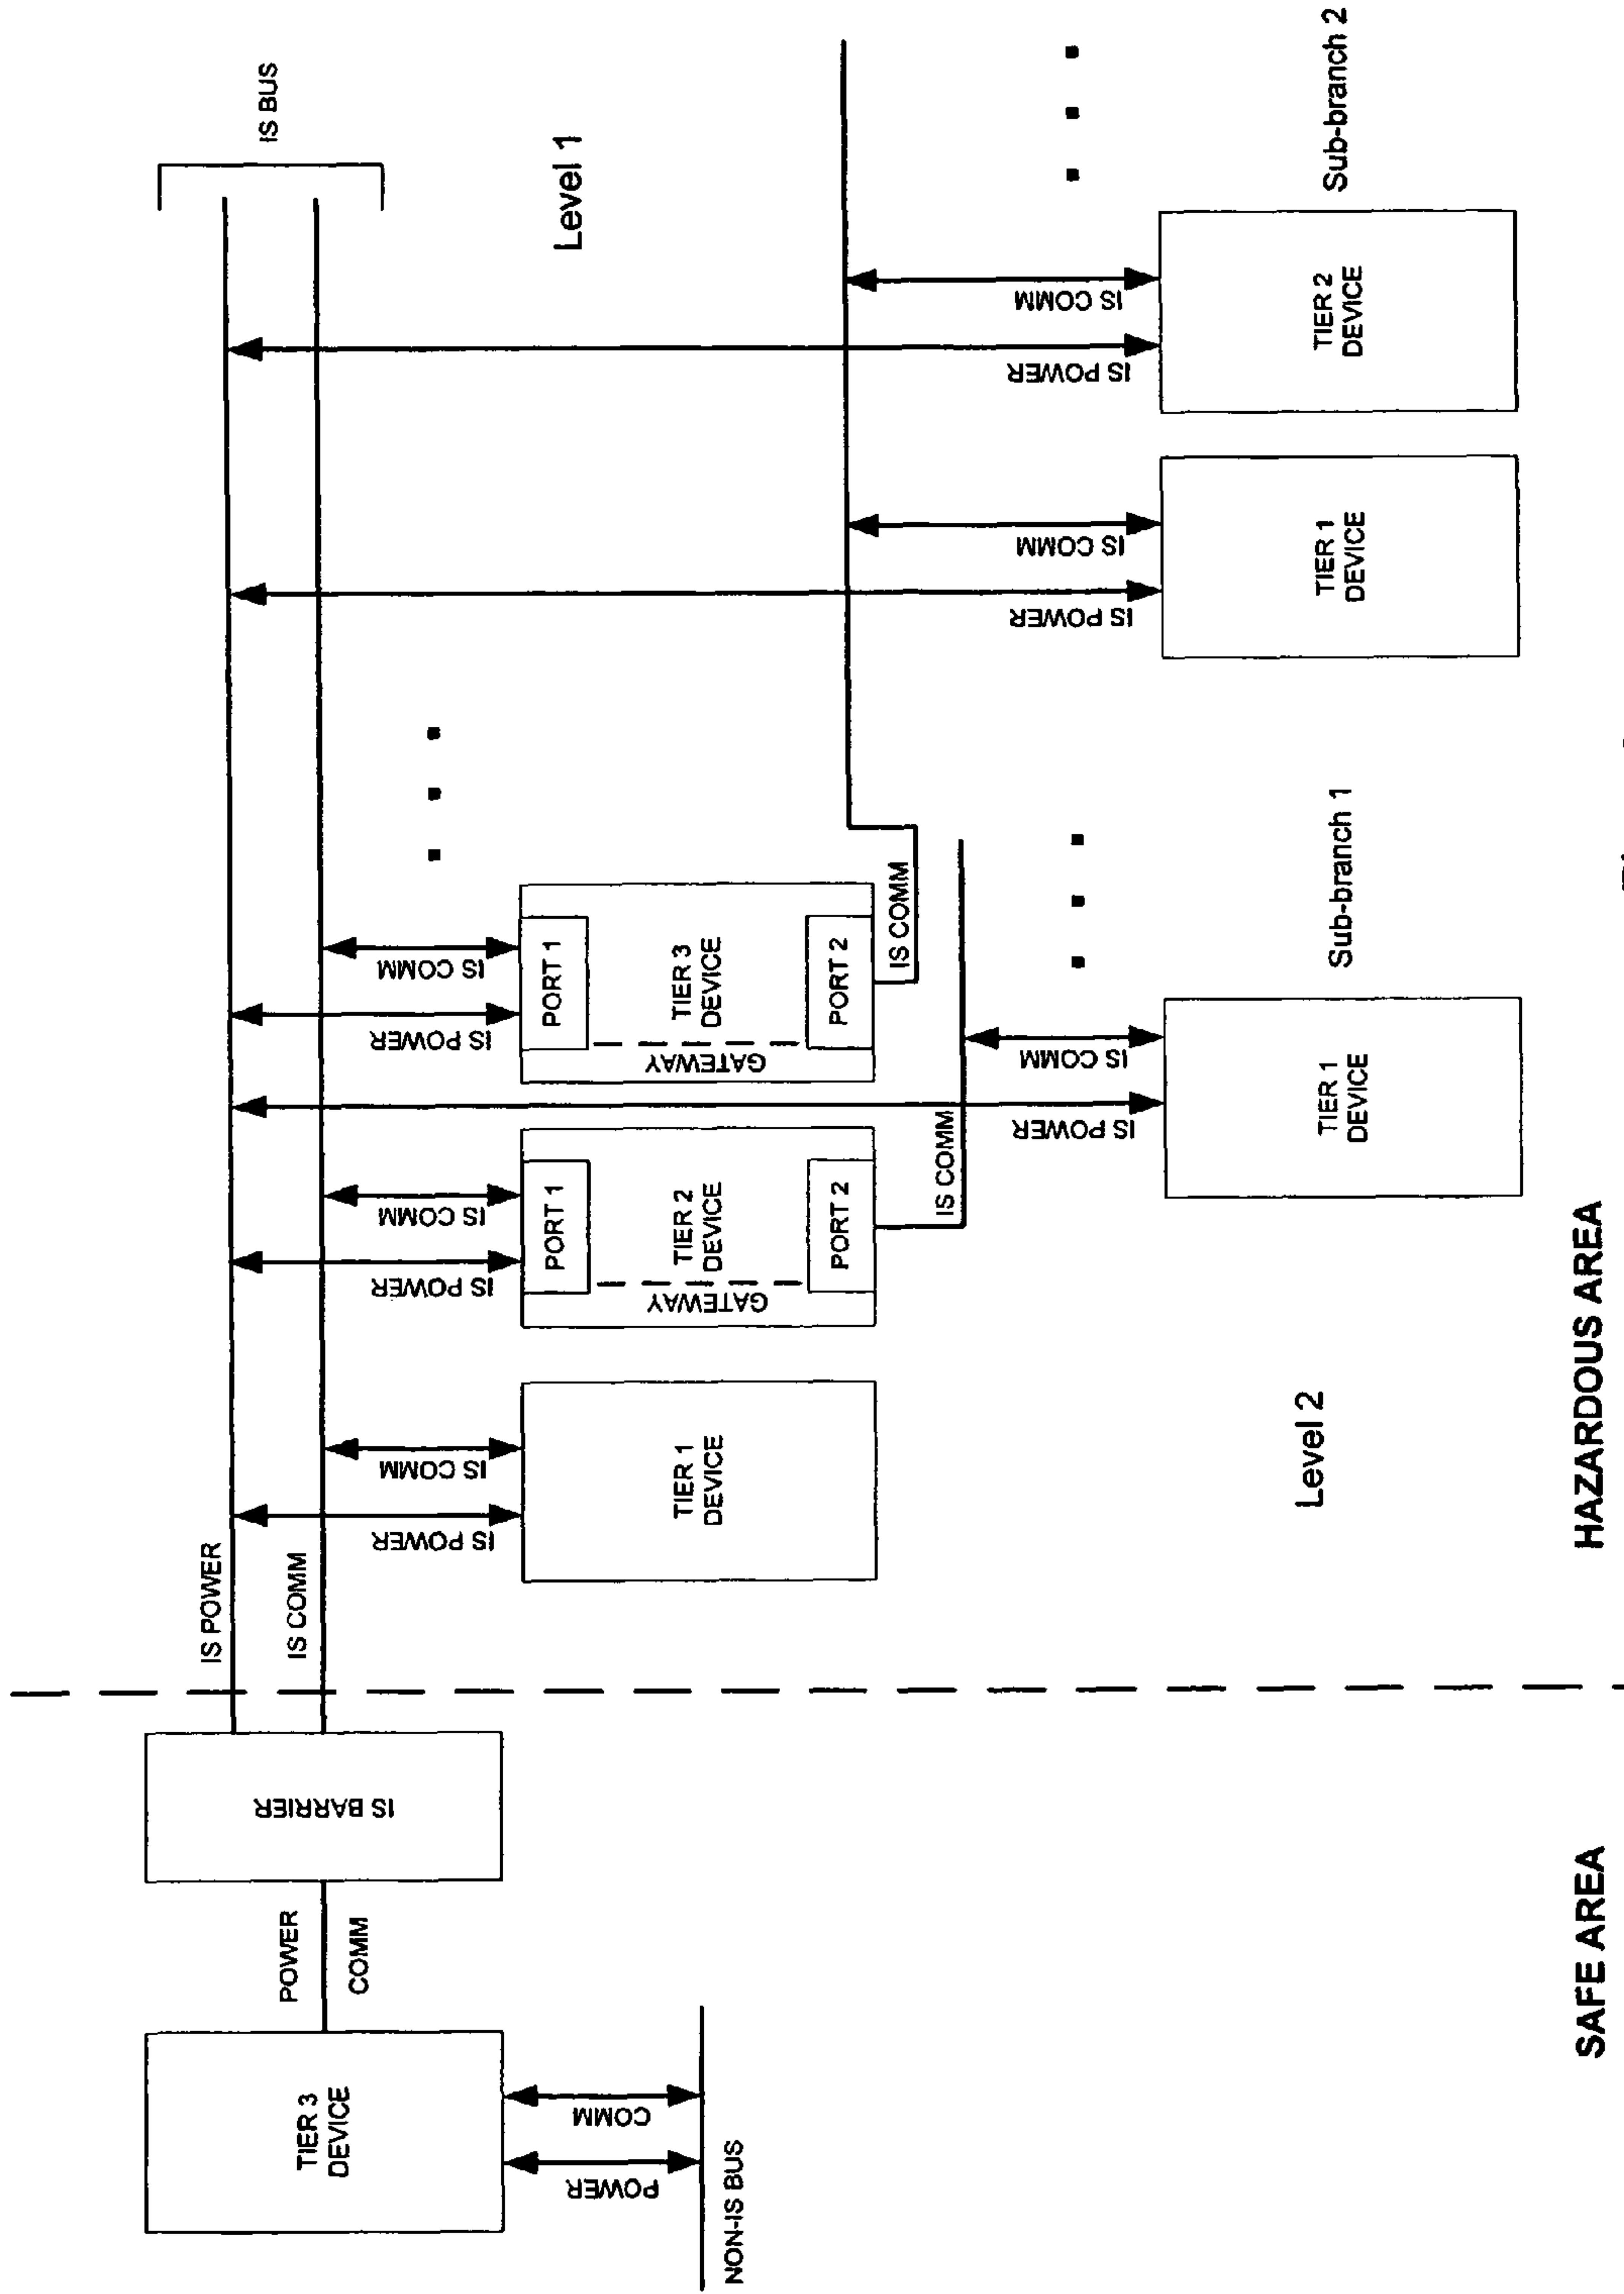 TIER 3
DEVICE
POWER
COMM
NON-IS BUS
POWER
COMM
IS BARRIER
IS POWER
IS COMM
IS BUS
IS POWER
IS COMM
TIER 1
DEVICE
IS POWER
IS COMM
PORT 1
GATEWAY
TIER 2
DEVICE
PORT 2
IS COMM
IS POWER
IS COMM
PORT 1
GATEWAY
TIER 3
DEVICE
PORT 2
IS COMM
Level 1
IS POWER
IS COMM
TIER 1
DEVICE
Sub-branch 1
IS POWER
IS COMM
TIER 1
DEVICE
IS POWER
IS COMM
TIER 2
DEVICE
Sub-branch 2
Level 2
SAFE AREA
HAZARDOUS AREA